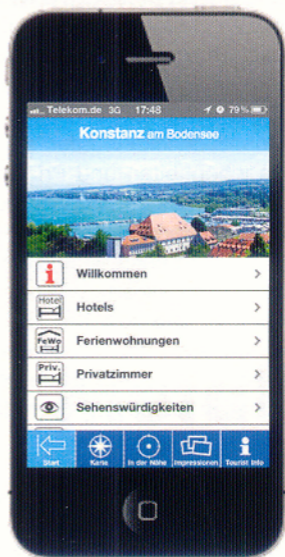 Telekom.de 3G 17:48 79%
Konstanz am Bodensee
i Willkommen
Hotel Hotels
FeWo Ferienwohnungen
Priv. Privatzimmer
Sehenswürdigkeiten
Start Karte In der Nähe Impressionen Tourist Info